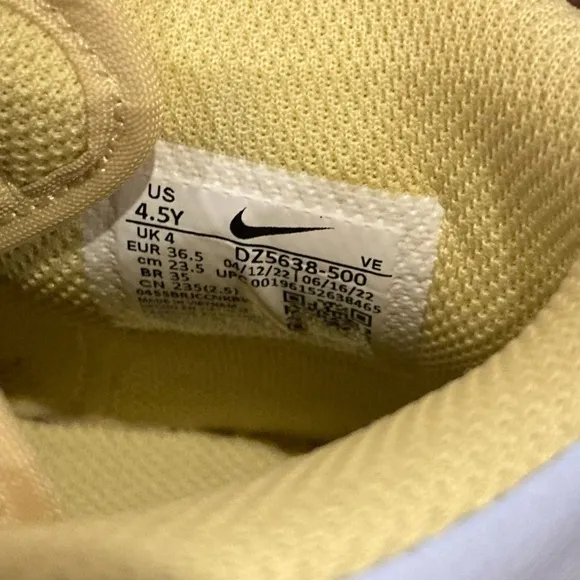 US
4.5Y
UK 4
EUR 36.5
cm 23.5
BR 35
CN 235(2.5)
DZ5638-500
VE
04/12/22 | 06/16/22
UPC 00196152638465
MADE IN VIETNAM